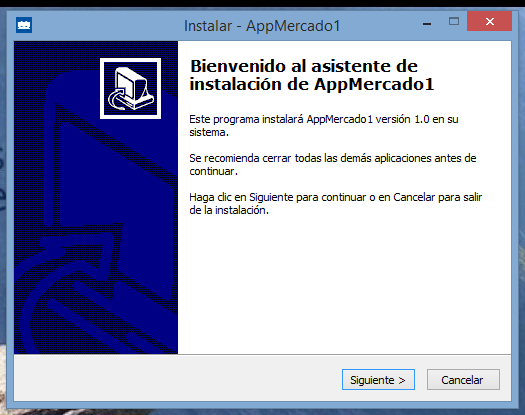 Instalar - AppMercado1
Bienvenido al asistente de
instalación de AppMercado1
Este programa instalará AppMercado1 versión 1.0 en su
sistema.
Se recomienda cerrar todas las demás aplicaciones antes de
continuar.
Haga clic en Siguiente para continuar o en Cancelar para salir
de la instalación.
Siguiente >
Cancelar